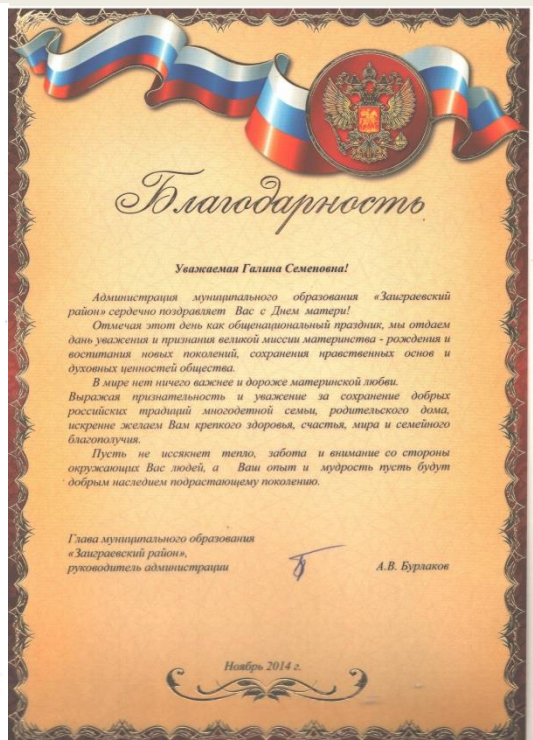 Благодарность
Уважаемая Галина Семеновна!
Администрация муниципального образования «Заиграевский
район» сердечно поздравляет Вас с Днем матери!
Отмечая этот день как общенациональный праздник, мы отдаем
дань уважения и признания великой миссии материнства - рождения и
воспитания новых поколений, сохранения нравственных основ и
духовных ценностей общества.
В мире нет ничего важнее и дороже материнской любви.
Выражая признательность и уважение за сохранение добрых
российских традиций многодетной семьи, родительского дома,
искренне желаем Вам крепкого здоровья, счастья, мира и семейного
благополучия.
Пусть не иссякнет тепло, забота и внимание со стороны
окружающих Вас людей, а Ваш опыт и мудрость пусть будут
добрым наследием подрастающему поколению.
Глава муниципального образования
«Заиграевский район»,
руководитель администрации А.В. Бурлаков
Ноябрь 2014 г.